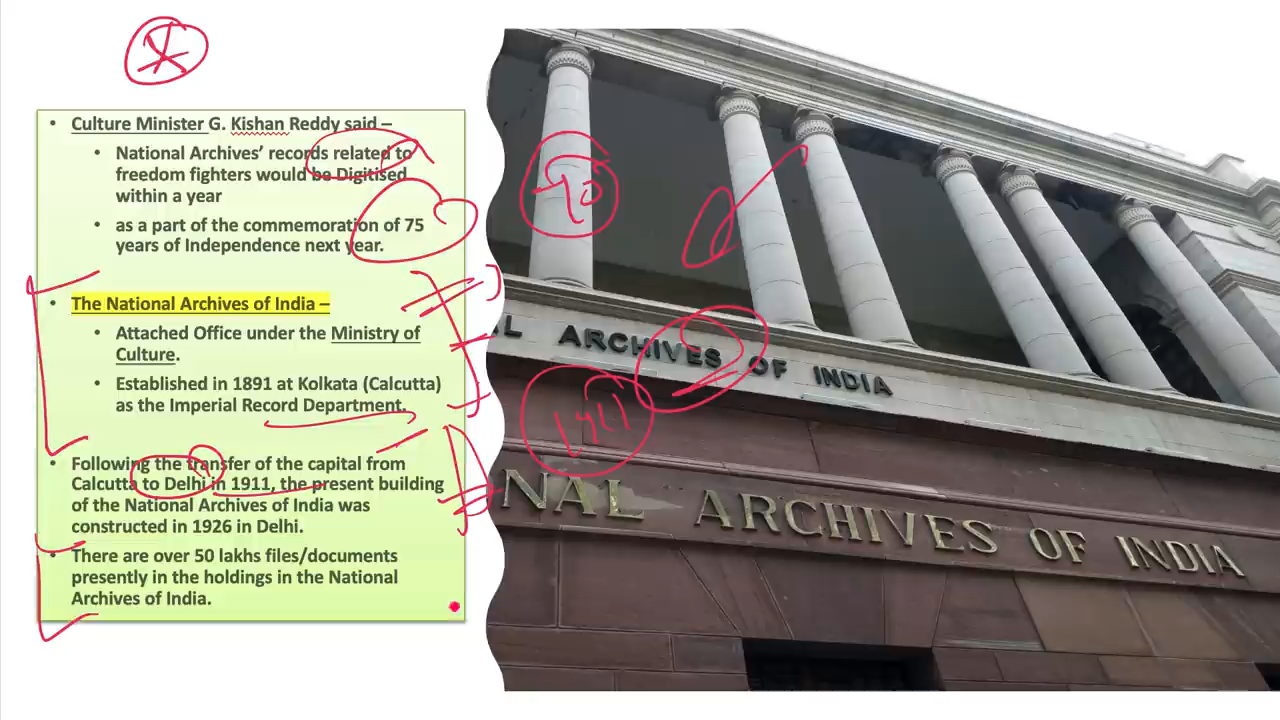 Culture Minister G. Kishan Reddy said –
National Archives' records related to
freedom fighters would be Digitised
within a year
as a part of the commemoration of 75
years of Independence next year.
The National Archives of India –
Attached Office under the Ministry of
Culture.
Established in 1891 at Kolkata (Calcutta)
as the Imperial Record Department.
Following the transfer of the capital from
Calcutta to Delhi in 1911, the present building
of the National Archives of India was
constructed in 1926 in Delhi.
There are over 50 lakhs files/documents
presently in the holdings in the National
Archives of India.
AL ARCHIVES OF INDIA
1911
NAL ARCHIVES OF INDIA